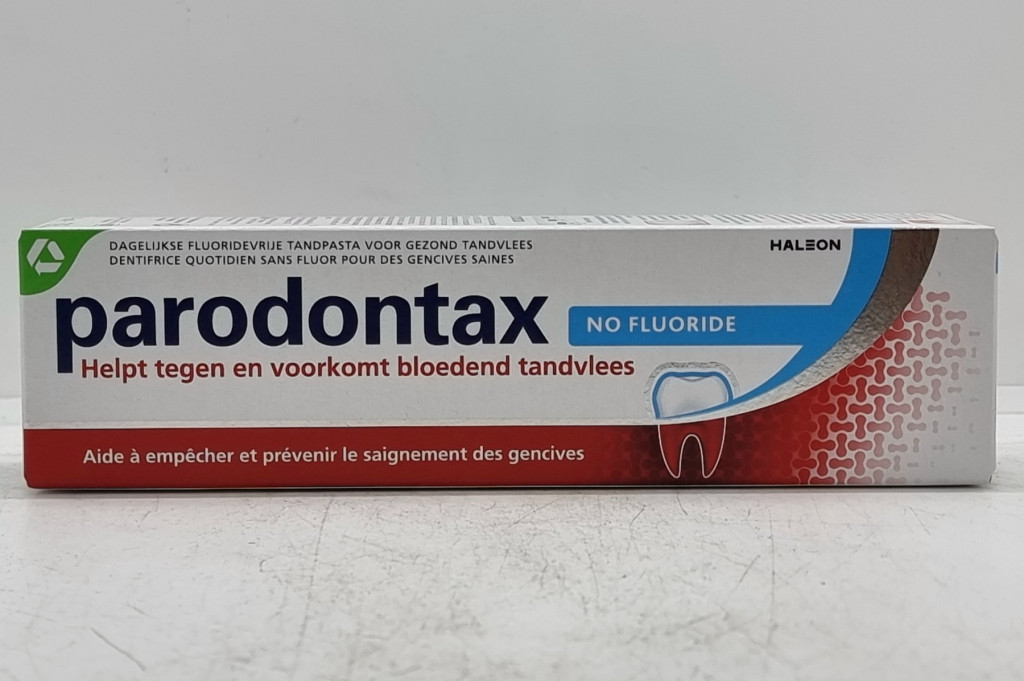 DAGELIJKSE FLUORIDEVRIJE TANDPASTA VOOR GEZOND TANDVLEES
DENTIFRICE QUOTIDIEN SANS FLUOR POUR DES GENCIVES SAINES
HALEON
parodontax
NO FLUORIDE
Helpt tegen en voorkomt bloedend tandvlees
Aide à empêcher et prévenir le saignement des gencives